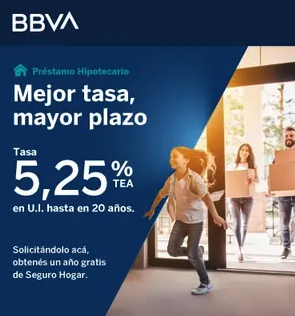 BBVA
Préstamo Hipotecario
Mejor tasa,
mayor plazo
Tasa
5,25% TEA
en U.I. hasta en 20 años.
Solicitándolo acá,
obtenés un año gratis
de Seguro Hogar.